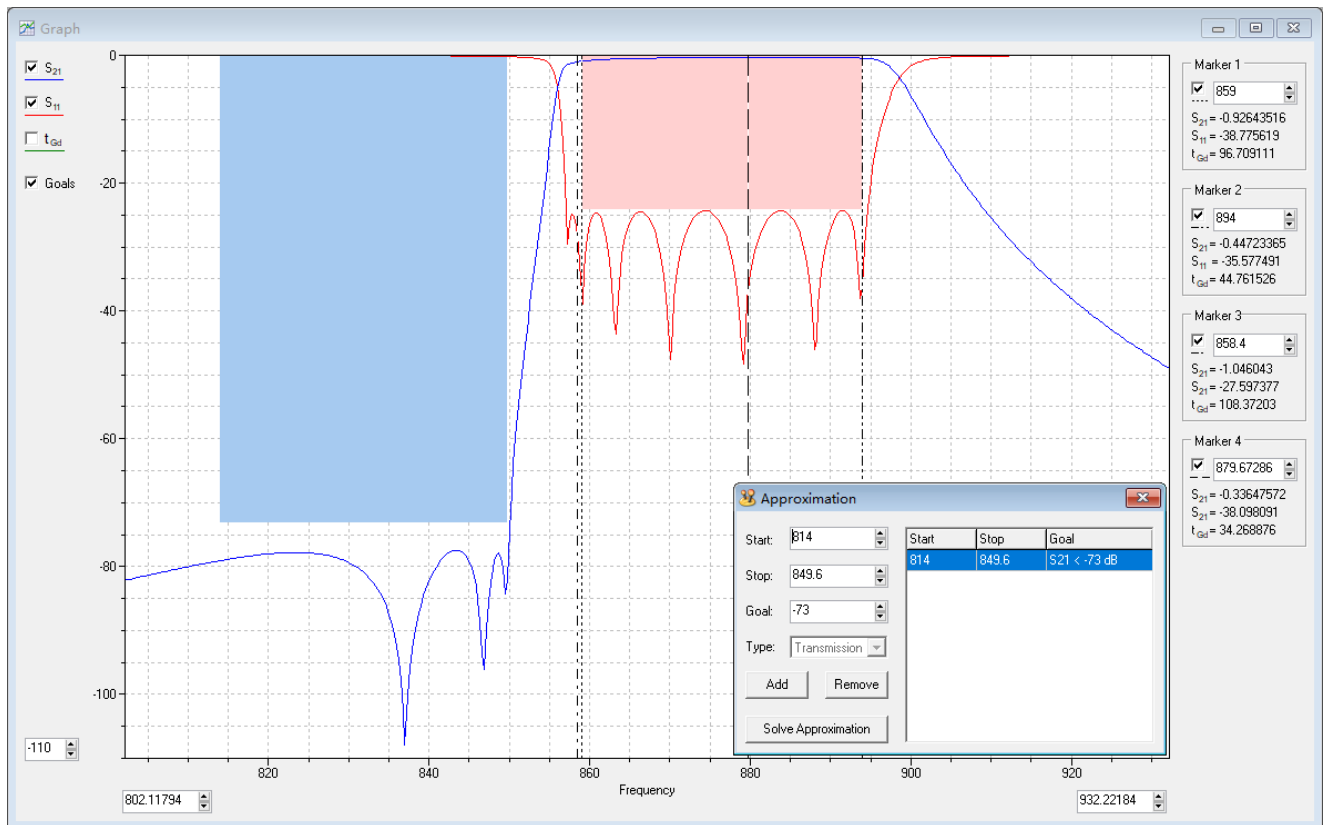 Graph
S21
S11
tGd
Goals
0
-20
-40
-60
-80
-100
-110
820
840
860
880
900
920
Frequency
802.11794
932.22184
Marker 1
859
S21 = -0.92643516
S11 = -38.775619
tGd = 96.709111
Marker 2
894
S21 = -0.44723365
S11 = -35.577491
tGd = 44.761526
Marker 3
858.4
S21 = -1.046043
S21 = -27.597377
tGd = 108.37203
Marker 4
879.67286
S21 = -0.33647572
S21 = -38.098091
tGd = 34.268876
Approximation
Start: 814
Stop: 849.6
Goal: -73
Type: Transmission
Add Remove
Solve Approximation
Start Stop Goal
814 849.6 S21 < -73 dB